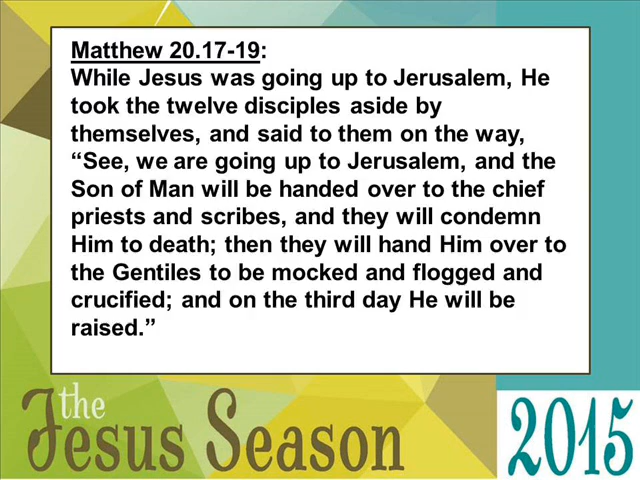 Matthew 20.17-19:
While Jesus was going up to Jerusalem, He
took the twelve disciples aside by
themselves, and said to them on the way,
“See, we are going up to Jerusalem, and the
Son of Man will be handed over to the chief
priests and scribes, and they will condemn
Him to death; then they will hand Him over to
the Gentiles to be mocked and flogged and
crucified; and on the third day He will be
raised.”
the
Jesus Season
2015